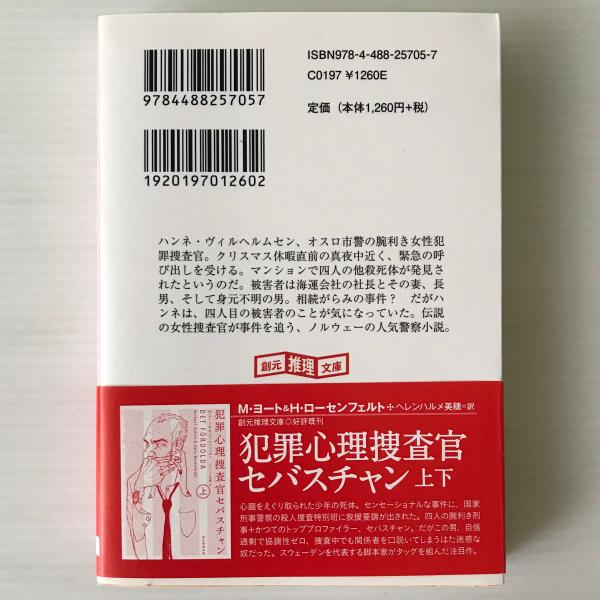 ISBN978-4-488-25705-7
C0197 ¥1260E
9784488257057
定価（本体1,260円+税）
1920197012602
ハンネ・ヴィルヘルムセン、オスロ市警の腕利き女性犯
罪捜査官。クリスマス休暇直前の真夜中近く、緊急の呼
び出しを受ける。マンションで四人の他殺死体が発見さ
れたというのだ。被害者は海運会社の社長とその妻、長
男、そして身元不明の男。相続がらみの事件？　だがハ
ンネは、四人目の被害者のことが気になっていた。伝説
の女性捜査官が事件を追う、ノルウェーの人気警察小説。
創元 推理 文庫
M・ヨート&H・ローゼンフェルト＋ヘレンハルメ美穂=訳
創元推理文庫◎好評既刊
犯罪心理捜査官
セバスチャン 上下
心臓をえぐり取られた少年の死体。センセーショナルな事件に、国家
刑事警察の殺人捜査特別班に救援要請が出された。四人の腕利き刑
事+かつてのトッププロファイラー、セバスチャン。だがこの男、自信
過剰で協調性ゼロ、捜査中でも関係者を口説いてしまうはた迷惑な
奴だった。スウェーデンを代表する脚本家がタッグを組んだ注目作。
犯罪心理捜査官セバスチャン
上
DET FÖRDOLDA